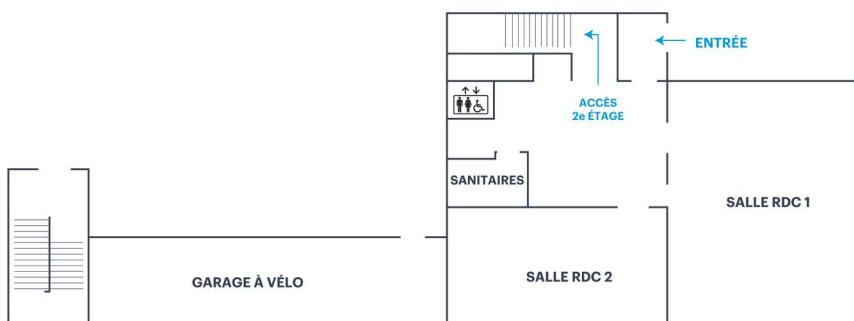 ENTRÉE
ACCÈS
2e ÉTAGE
SANITAIRES
SALLE RDC 1
SALLE RDC 2
GARAGE À VÉLO